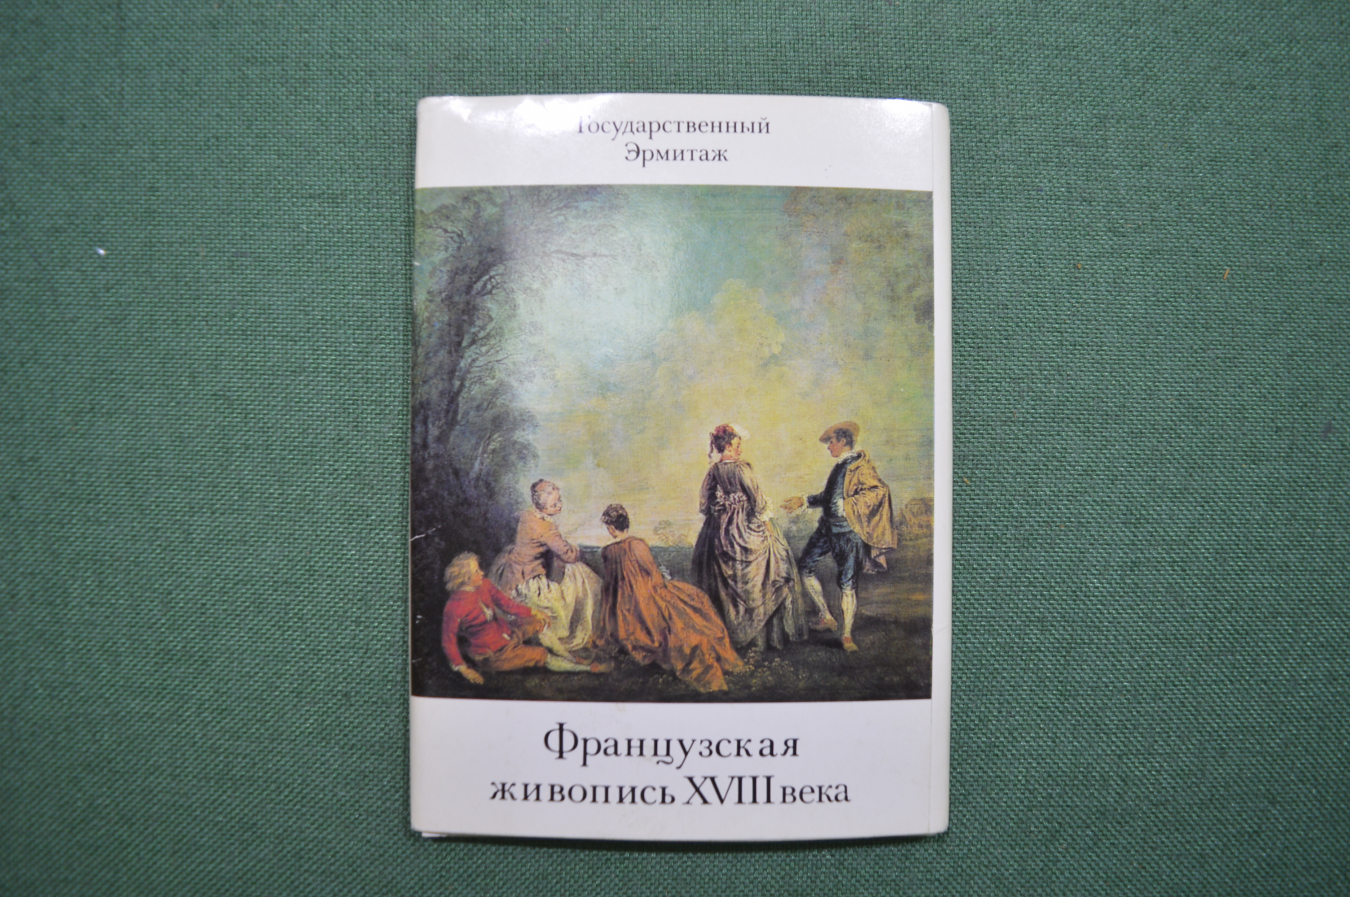 Государственный
Эрмитаж
Французская
живопись XVIII века